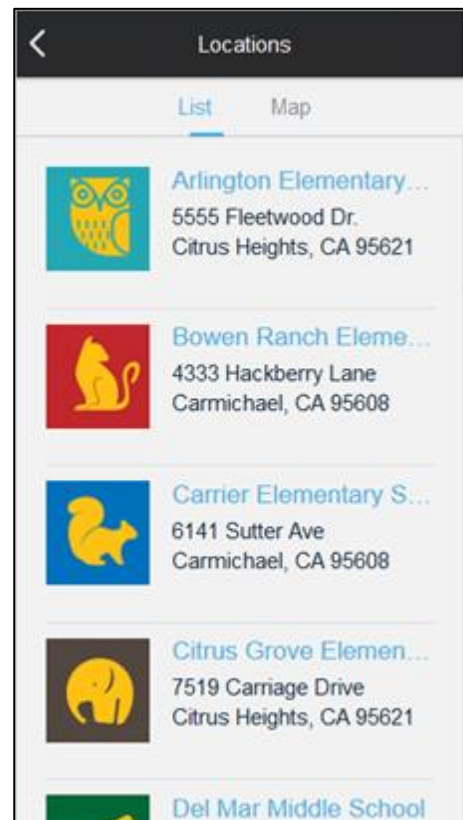 Locations
List Map
Arlington Elementary...
5555 Fleetwood Dr.
Citrus Heights, CA 95621
Bowen Ranch Eleme...
4333 Hackberry Lane
Carmichael, CA 95608
Carrier Elementary S...
6141 Sutter Ave
Carmichael, CA 95608
Citrus Grove Elemen...
7519 Carriage Drive
Citrus Heights, CA 95621
Del Mar Middle School